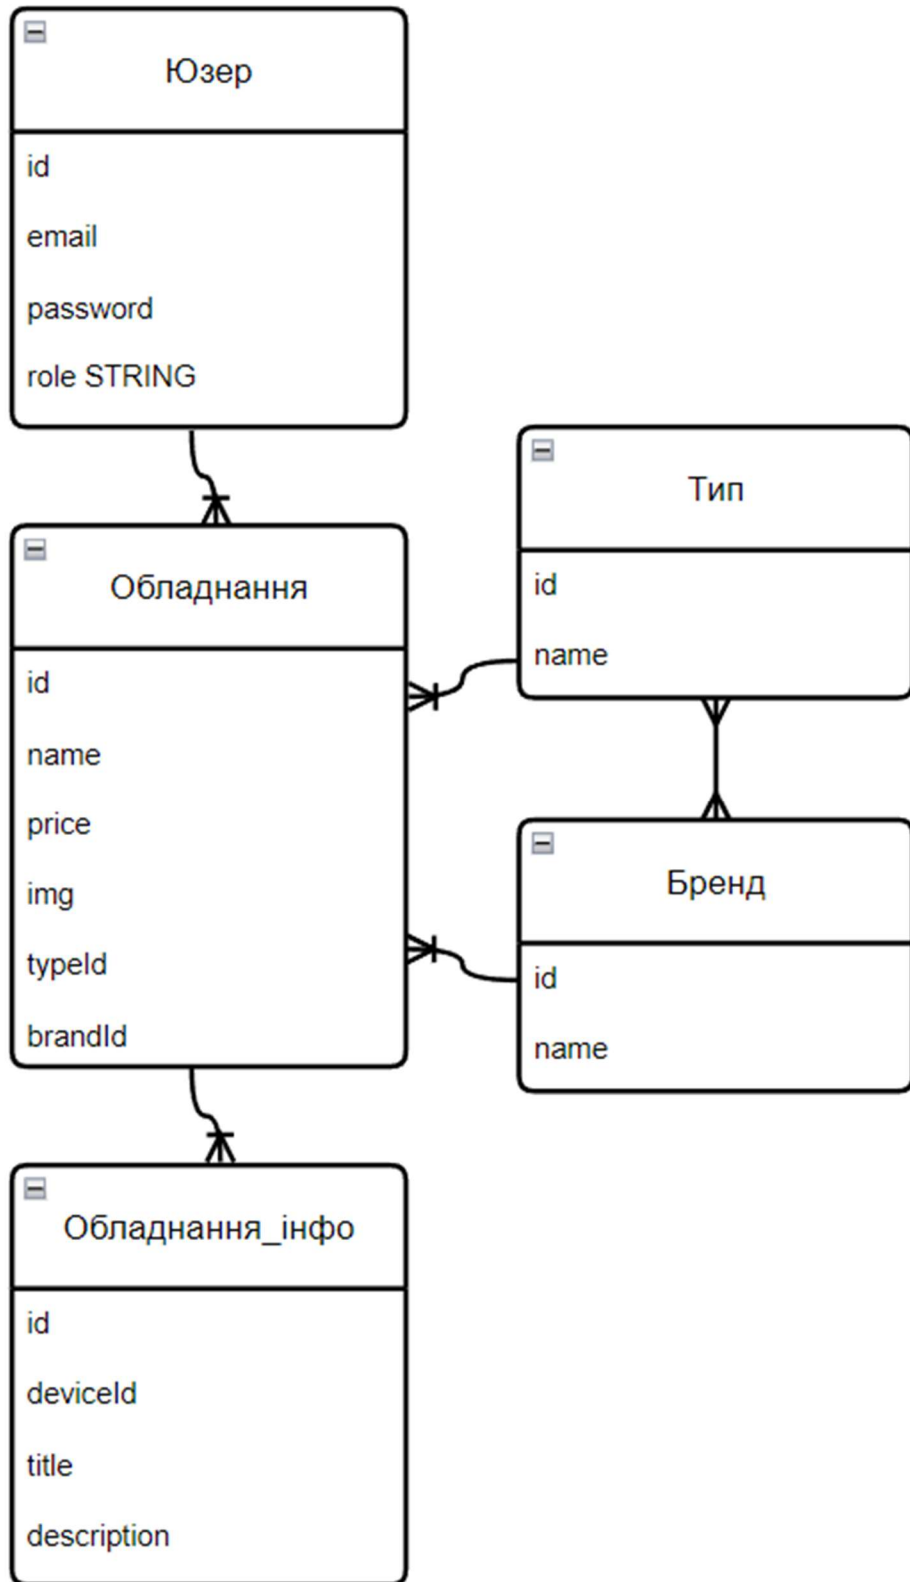 Юзер
id
email
password
role STRING
Обладнання
id
name
price
img
typeId
brandId
Тип
id
name
Бренд
id
name
Обладнання_інфо
id
deviceId
title
description